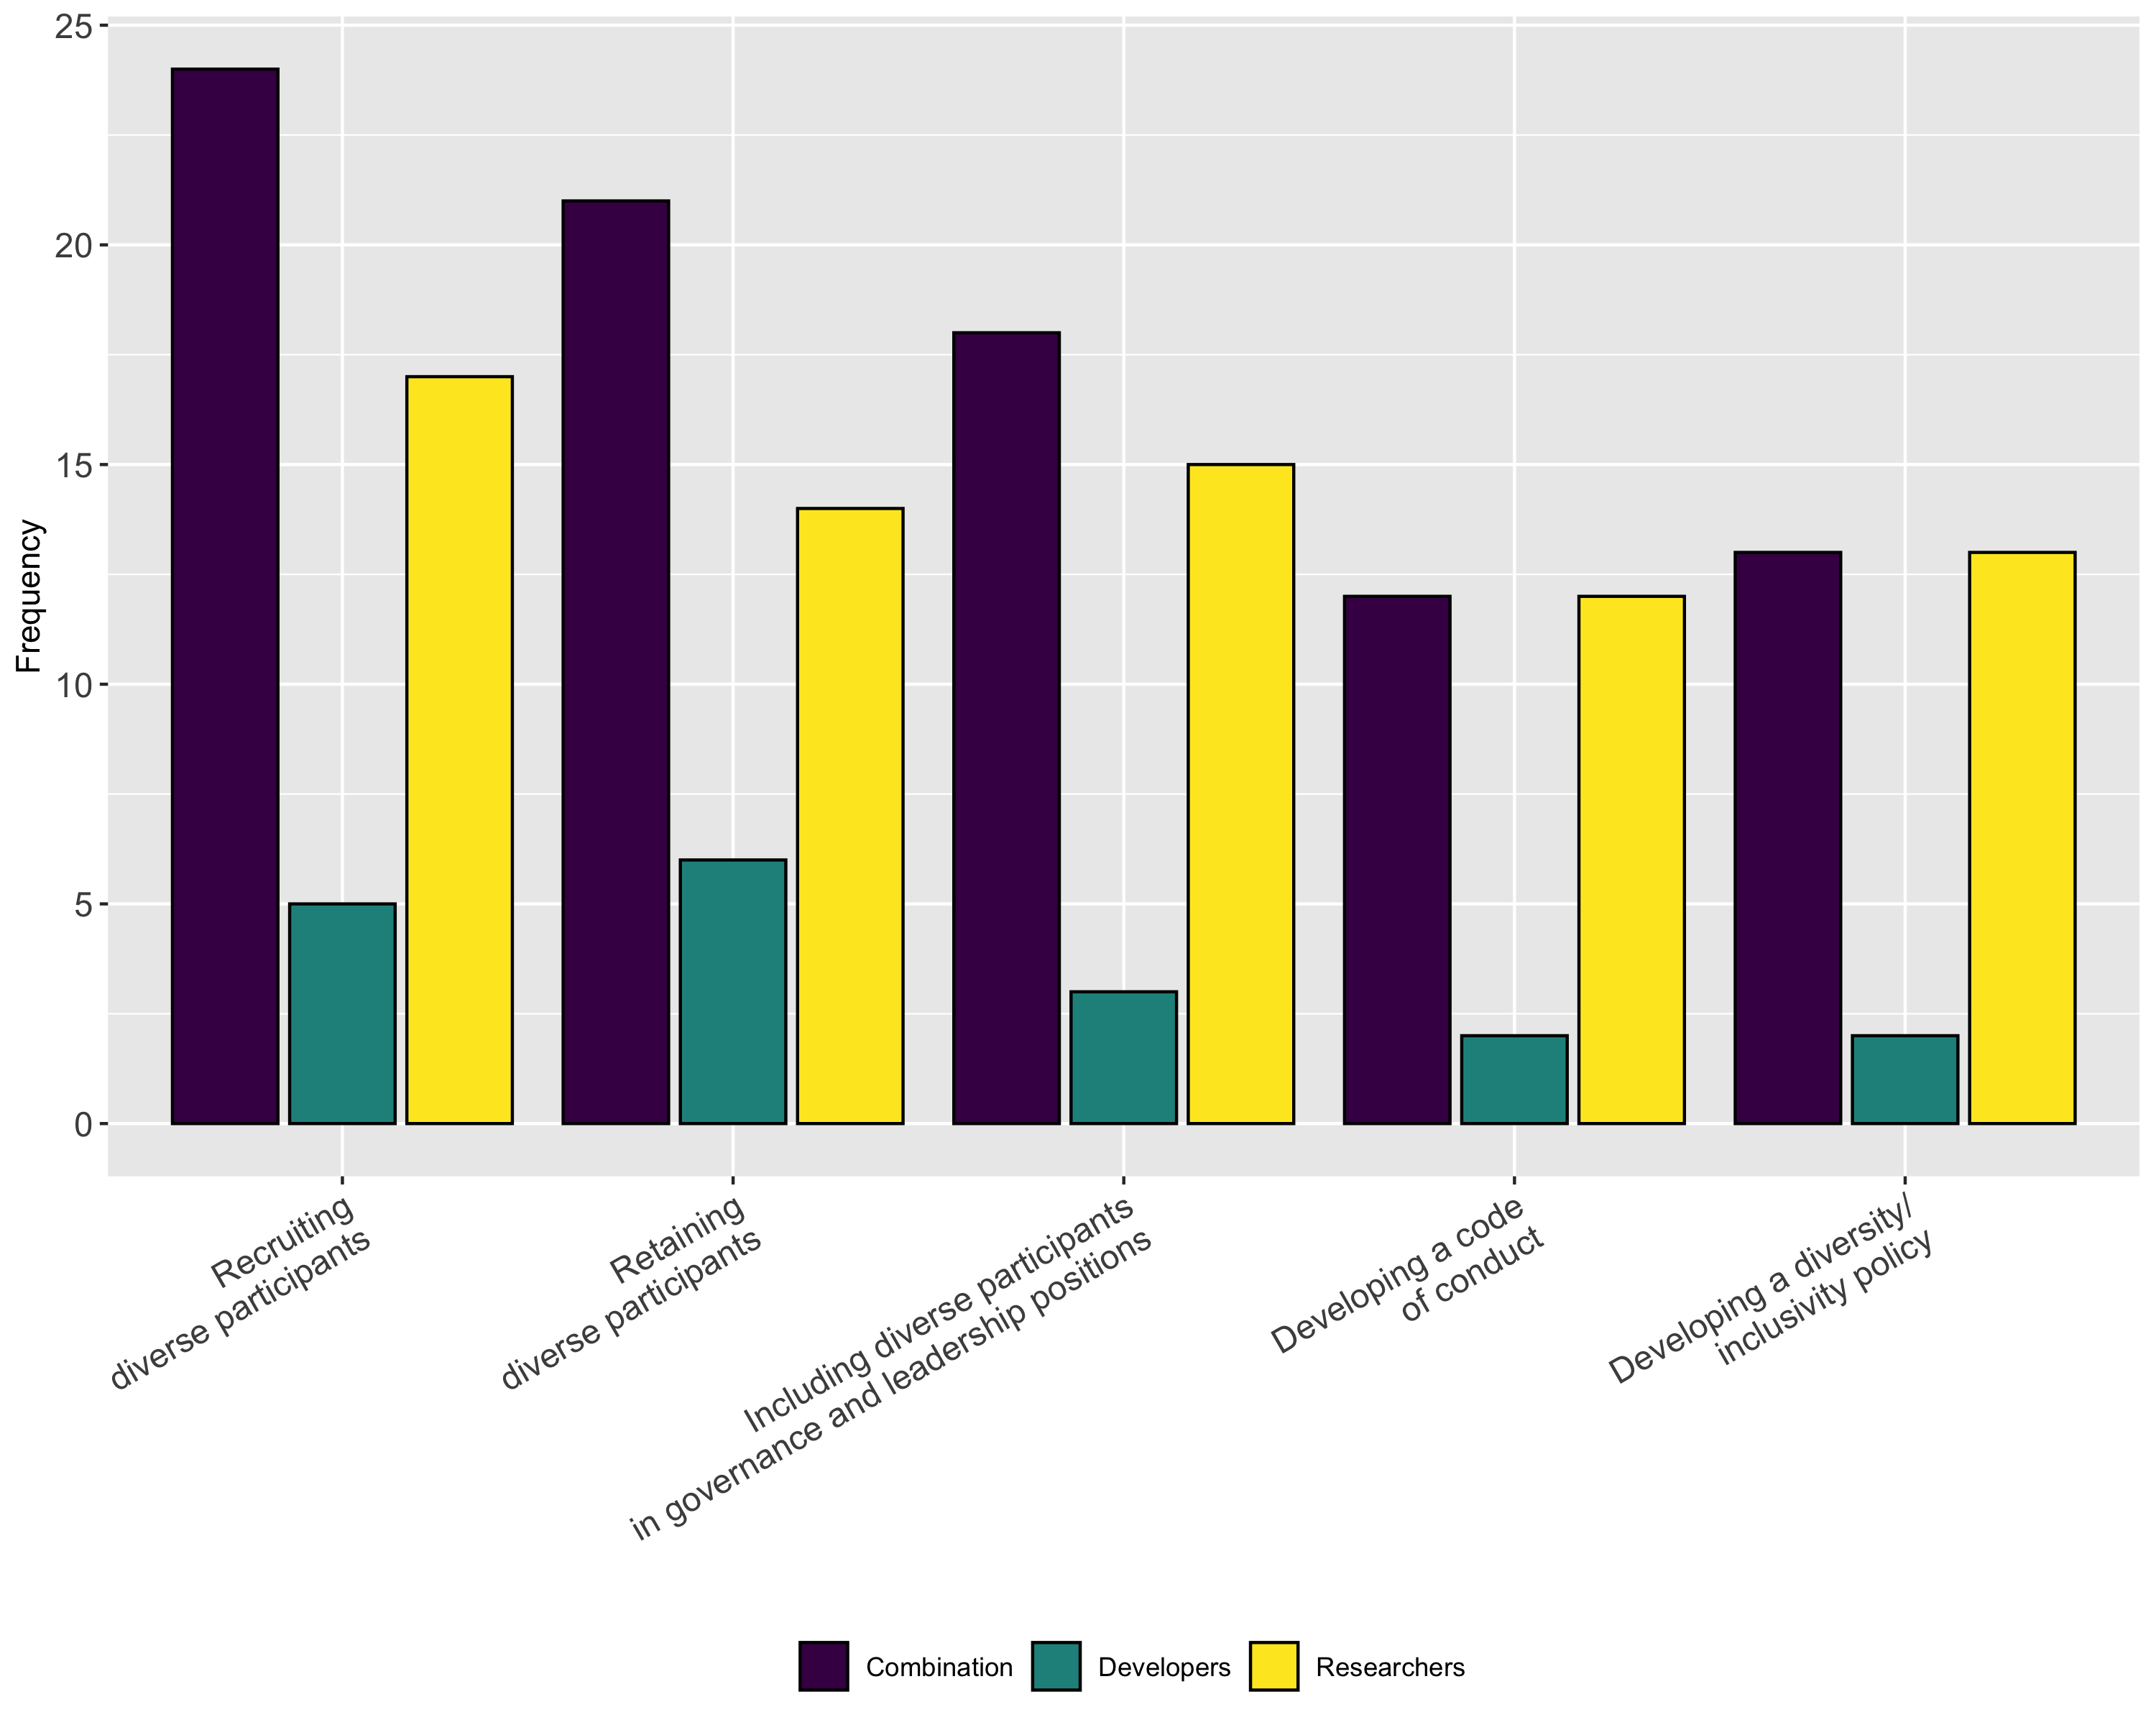 25
20
15
10
5
0
Frequency
Recruiting
diverse participants
Retaining
diverse participants
Including diverse participants
in governance and leadership positions
Developing a code
of conduct
Developing a diversity/
inclusivity policy
Combination
Developers
Researchers